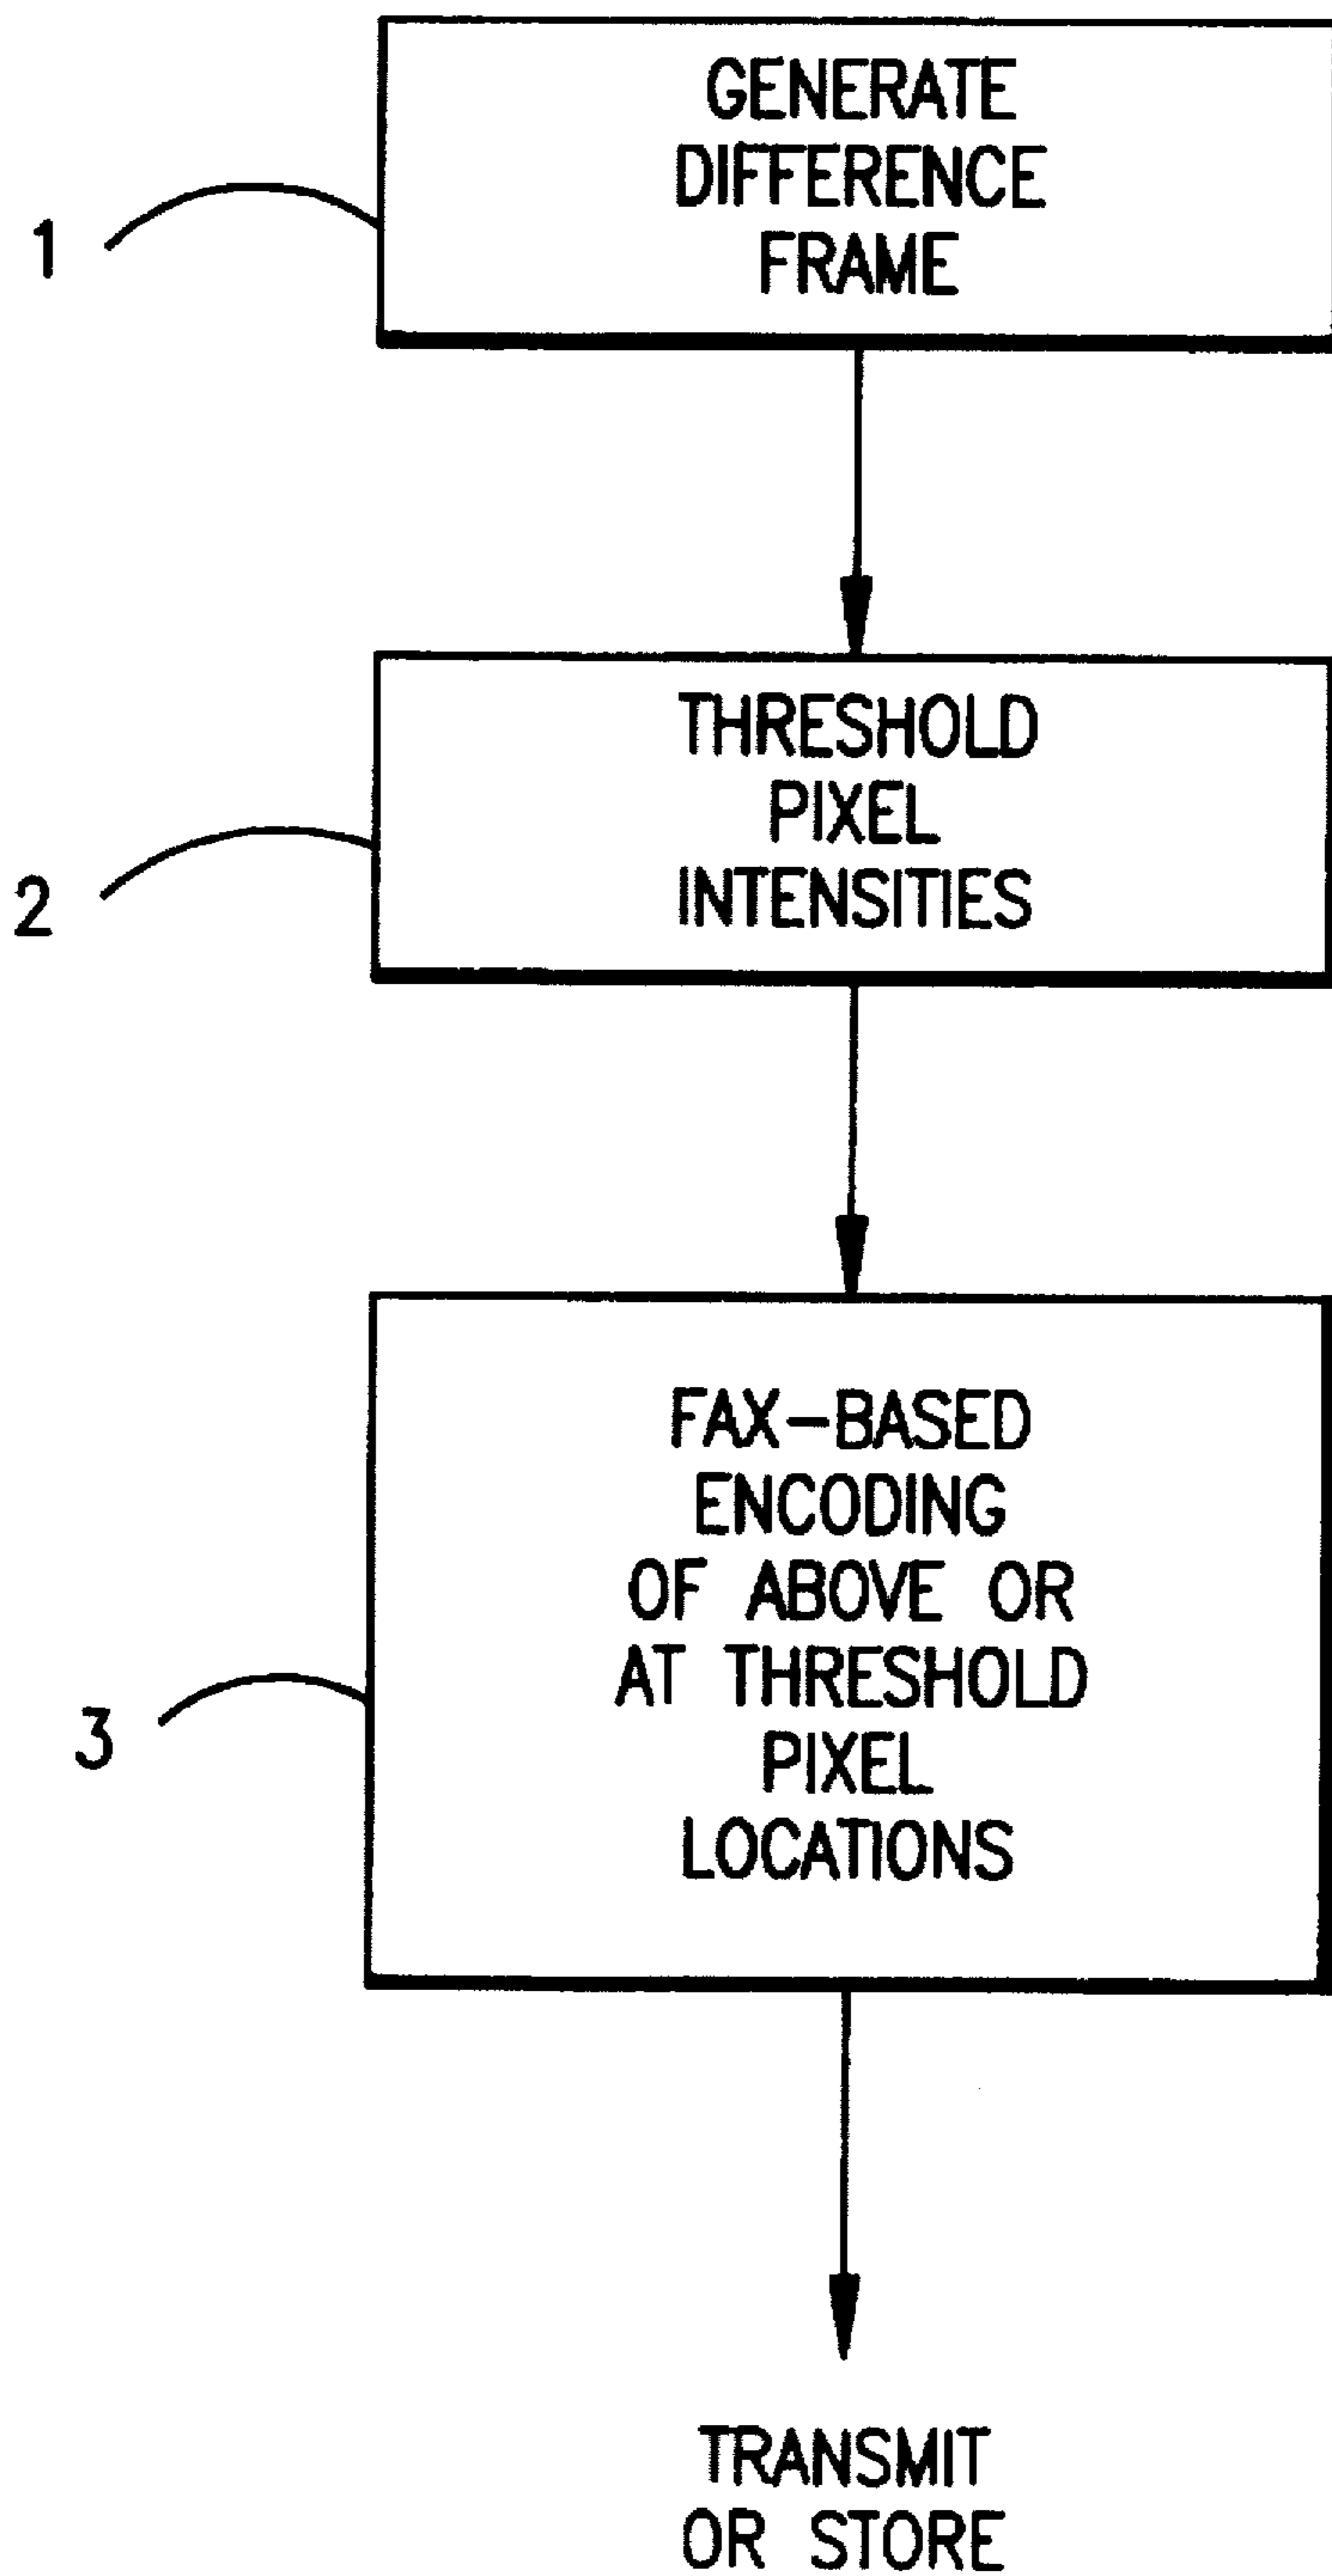 GENERATE
DIFFERENCE
FRAME
1
THRESHOLD
PIXEL
INTENSITIES
2
FAX-BASED
ENCODING
OF ABOVE OR
AT THRESHOLD
PIXEL
LOCATIONS
3
TRANSMIT
OR STORE